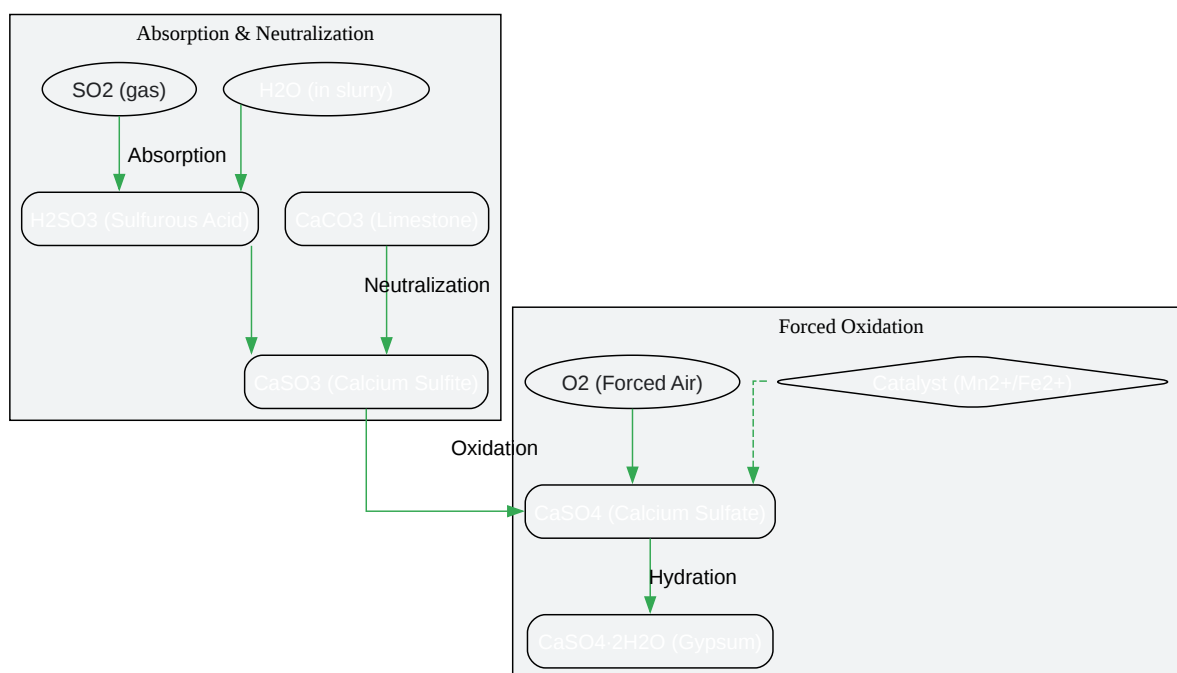 Absorption & Neutralization
SO2 (gas)
H2O (in slurry)
Absorption
H2SO3 (Sulfurous Acid)
CaCO3 (Limestone)
Neutralization
Forced Oxidation
CaSO3 (Calcium Sulfite)
O2 (Forced Air)
Catalyst (Mn2+/Fe2+)
Oxidation
CaSO4 (Calcium Sulfate)
Hydration
CaSO4·2H2O (Gypsum)